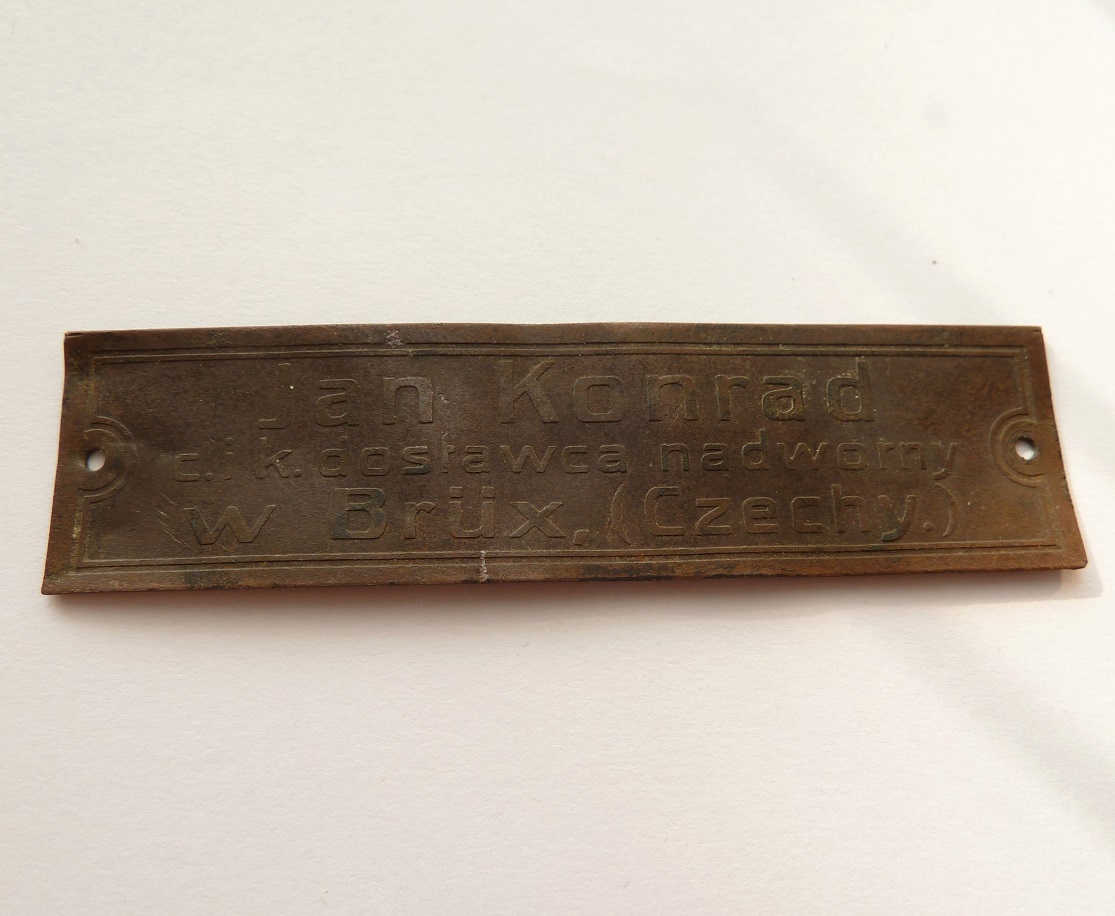 Jan Konrad
c. i k. dostawca nadworny
w Brüx, (Czechy.)